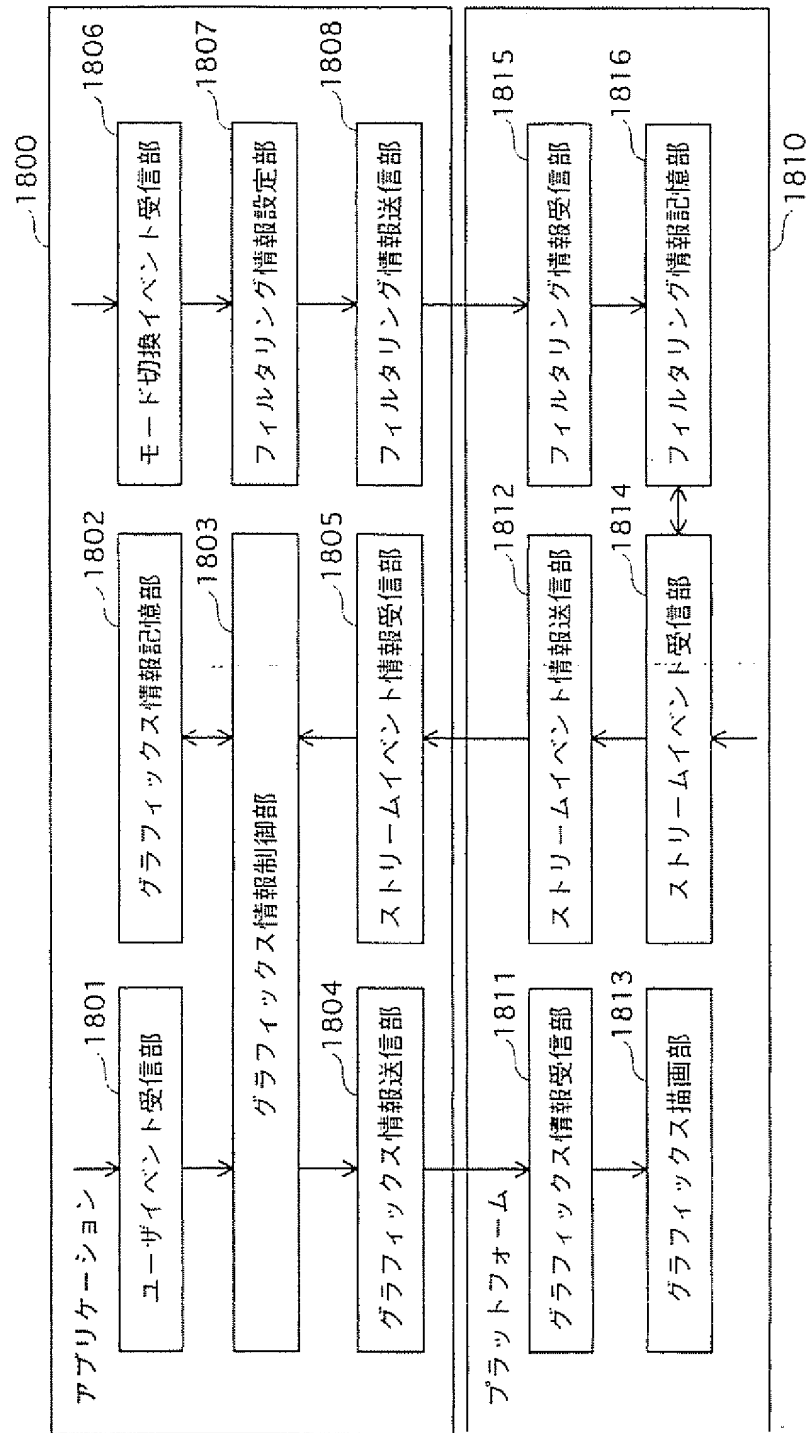 1800
アプリケーション
1801
ユーザイベント受信部
1802
グラフィックス情報記憶部
1806
モード切換イベント受信部
1803
グラフィックス情報制御部
1807
フィルタリング情報設定部
1804
グラフィックス情報送信部
1805
ストリームイベント情報受信部
1808
フィルタリング情報送信部
プラットフォーム
1811
グラフィックス情報受信部
1812
ストリームイベント情報送信部
1815
フィルタリング情報受信部
1813
グラフィックス描画部
1814
ストリームイベント受信部
1816
フィルタリング情報記憶部
1810